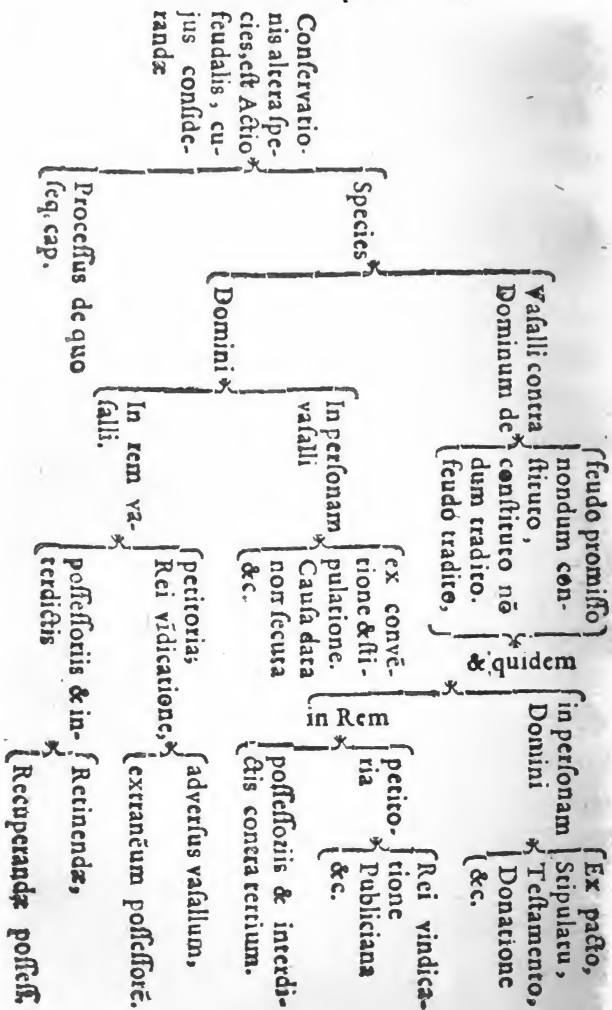 Conſervatio-
nis altera ſpe-
cies, eſt Actio
feudalis, cu-
jus conſide-
randæ
Species
Vaſalli contra
Dominum de
feudo promiſſo
nondum con-
ſtituto,
conſtituto nō
dum tradito.
feudo tradito,
& quidem
in perſonam
Domini
Ex pacto,
Stipulatu,
Teſtamento,
Donatione
&c.
in Rem
petito-
ria
Rei vindica-
tione
Publiciana
&c.
poſſeſſoriis & interdi-
ctis contra tertium.
Domini
In perſonam
vaſalli
ex convē-
tione & ſti-
pulatione.
Cauſa data
non ſecuta
&c.
In rem va-
ſalli.
petitoria;
Rei vīdicatione,
adverſus vaſallum,
extranēum poſſeſſorē.
poſſeſſoriis & in-
terdictis
Retinendæ,
Recuperandæ poſſeſſ.
Proceſſus de quo
ſeq. cap.